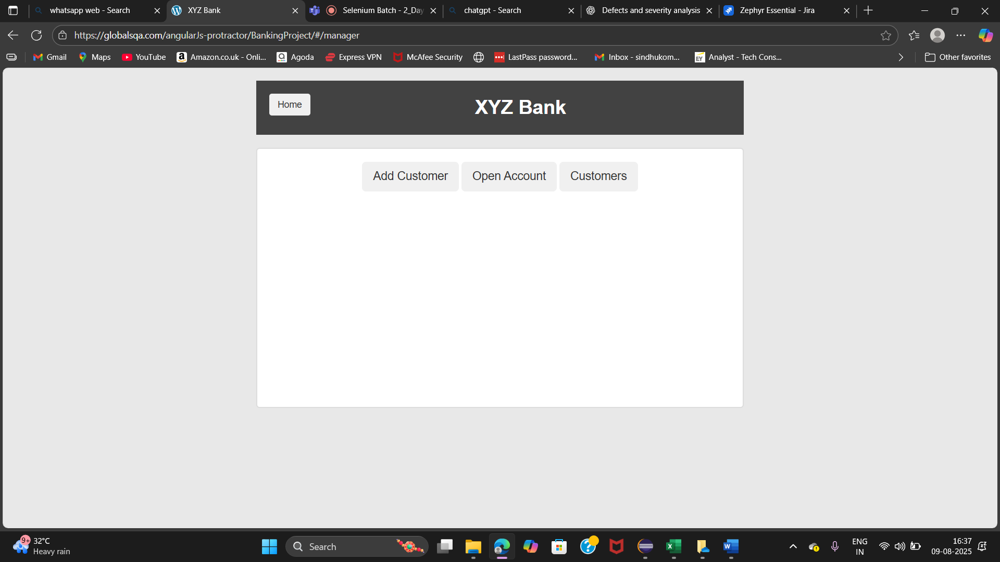 whatsapp web - Search
XYZ Bank
Selenium Batch - 2_Day
chatgpt - Search
Defects and severity analysis
Zephyr Essential - Jira
https://globalsqa.com/angularJs-protractor/BankingProject/#/manager
Gmail
Maps
YouTube
Amazon.co.uk - Onli...
Agoda
Express VPN
McAfee Security
LastPass password...
Inbox - sindhukom...
EY
Analyst - Tech Cons...
Other favorites
Home
XYZ Bank
Add Customer
Open Account
Customers
9+
32°C
Heavy rain
Search
ENG
IN
16:37
09-08-2025